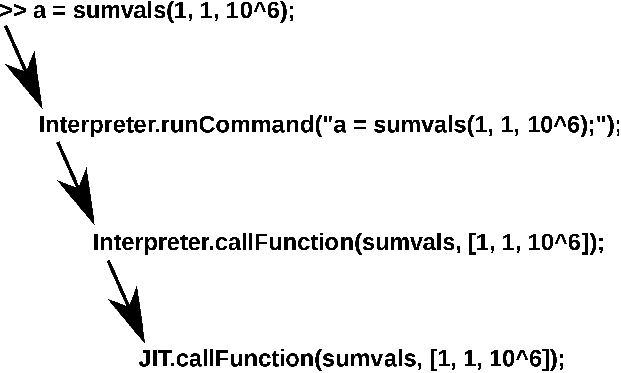 >> a = sumvals(1, 1, 10^6);
Interpreter.runCommand("a = sumvals(1, 1, 10^6);");
Interpreter.callFunction(sumvals, [1, 1, 10^6]);
JIT.callFunction(sumvals, [1, 1, 10^6]);